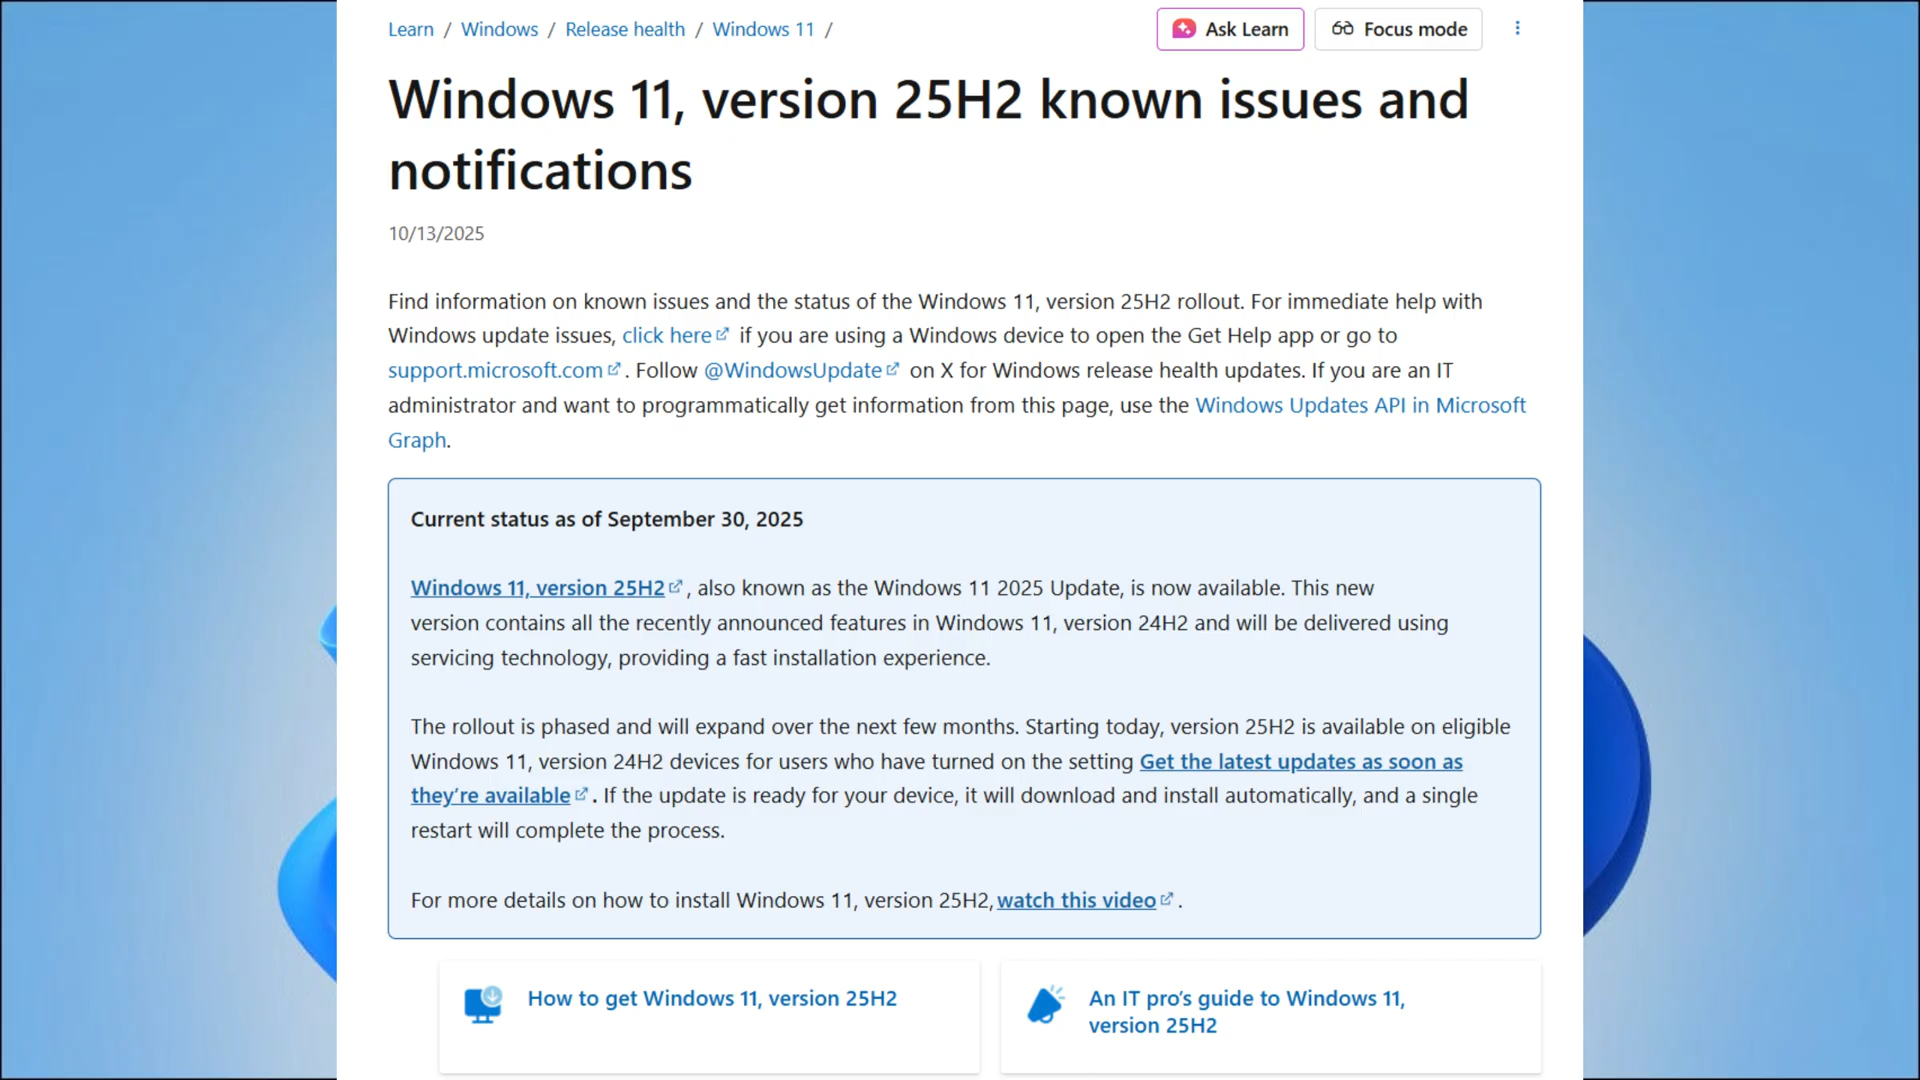 Learn / Windows / Release health / Windows 11 /
Ask Learn
Focus mode
Windows 11, version 25H2 known issues and
notifications
10/13/2025
Find information on known issues and the status of the Windows 11, version 25H2 rollout. For immediate help with
Windows update issues, click here if you are using a Windows device to open the Get Help app or go to
support.microsoft.com . Follow @WindowsUpdate on X for Windows release health updates. If you are an IT
administrator and want to programmatically get information from this page, use the Windows Updates API in Microsoft
Graph.
Current status as of September 30, 2025
Windows 11, version 25H2 , also known as the Windows 11 2025 Update, is now available. This new
version contains all the recently announced features in Windows 11, version 24H2 and will be delivered using
servicing technology, providing a fast installation experience.
The rollout is phased and will expand over the next few months. Starting today, version 25H2 is available on eligible
Windows 11, version 24H2 devices for users who have turned on the setting Get the latest updates as soon as
they’re available . If the update is ready for your device, it will download and install automatically, and a single
restart will complete the process.
For more details on how to install Windows 11, version 25H2, watch this video .
How to get Windows 11, version 25H2
An IT pro’s guide to Windows 11,
version 25H2